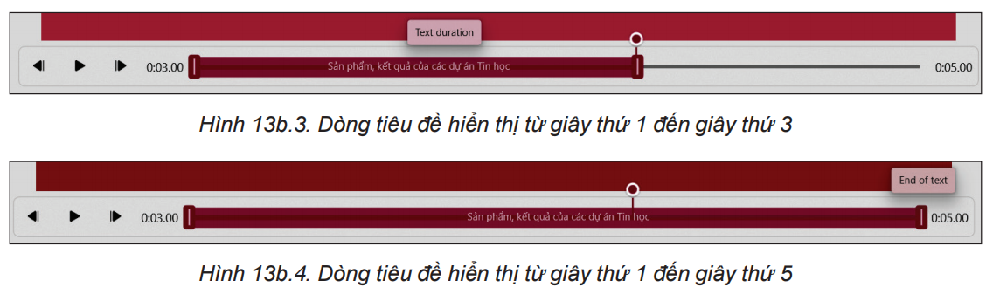 Text duration
0:03.00
Sản phẩm, kết quả của các dự án Tin học
0:05.00
Hình 13b.3. Dòng tiêu đề hiển thị từ giây thứ 1 đến giây thứ 3
End of text
0:03.00
Sản phẩm, kết quả của các dự án Tin học
0:05.00
Hình 13b.4. Dòng tiêu đề hiển thị từ giây thứ 1 đến giây thứ 5